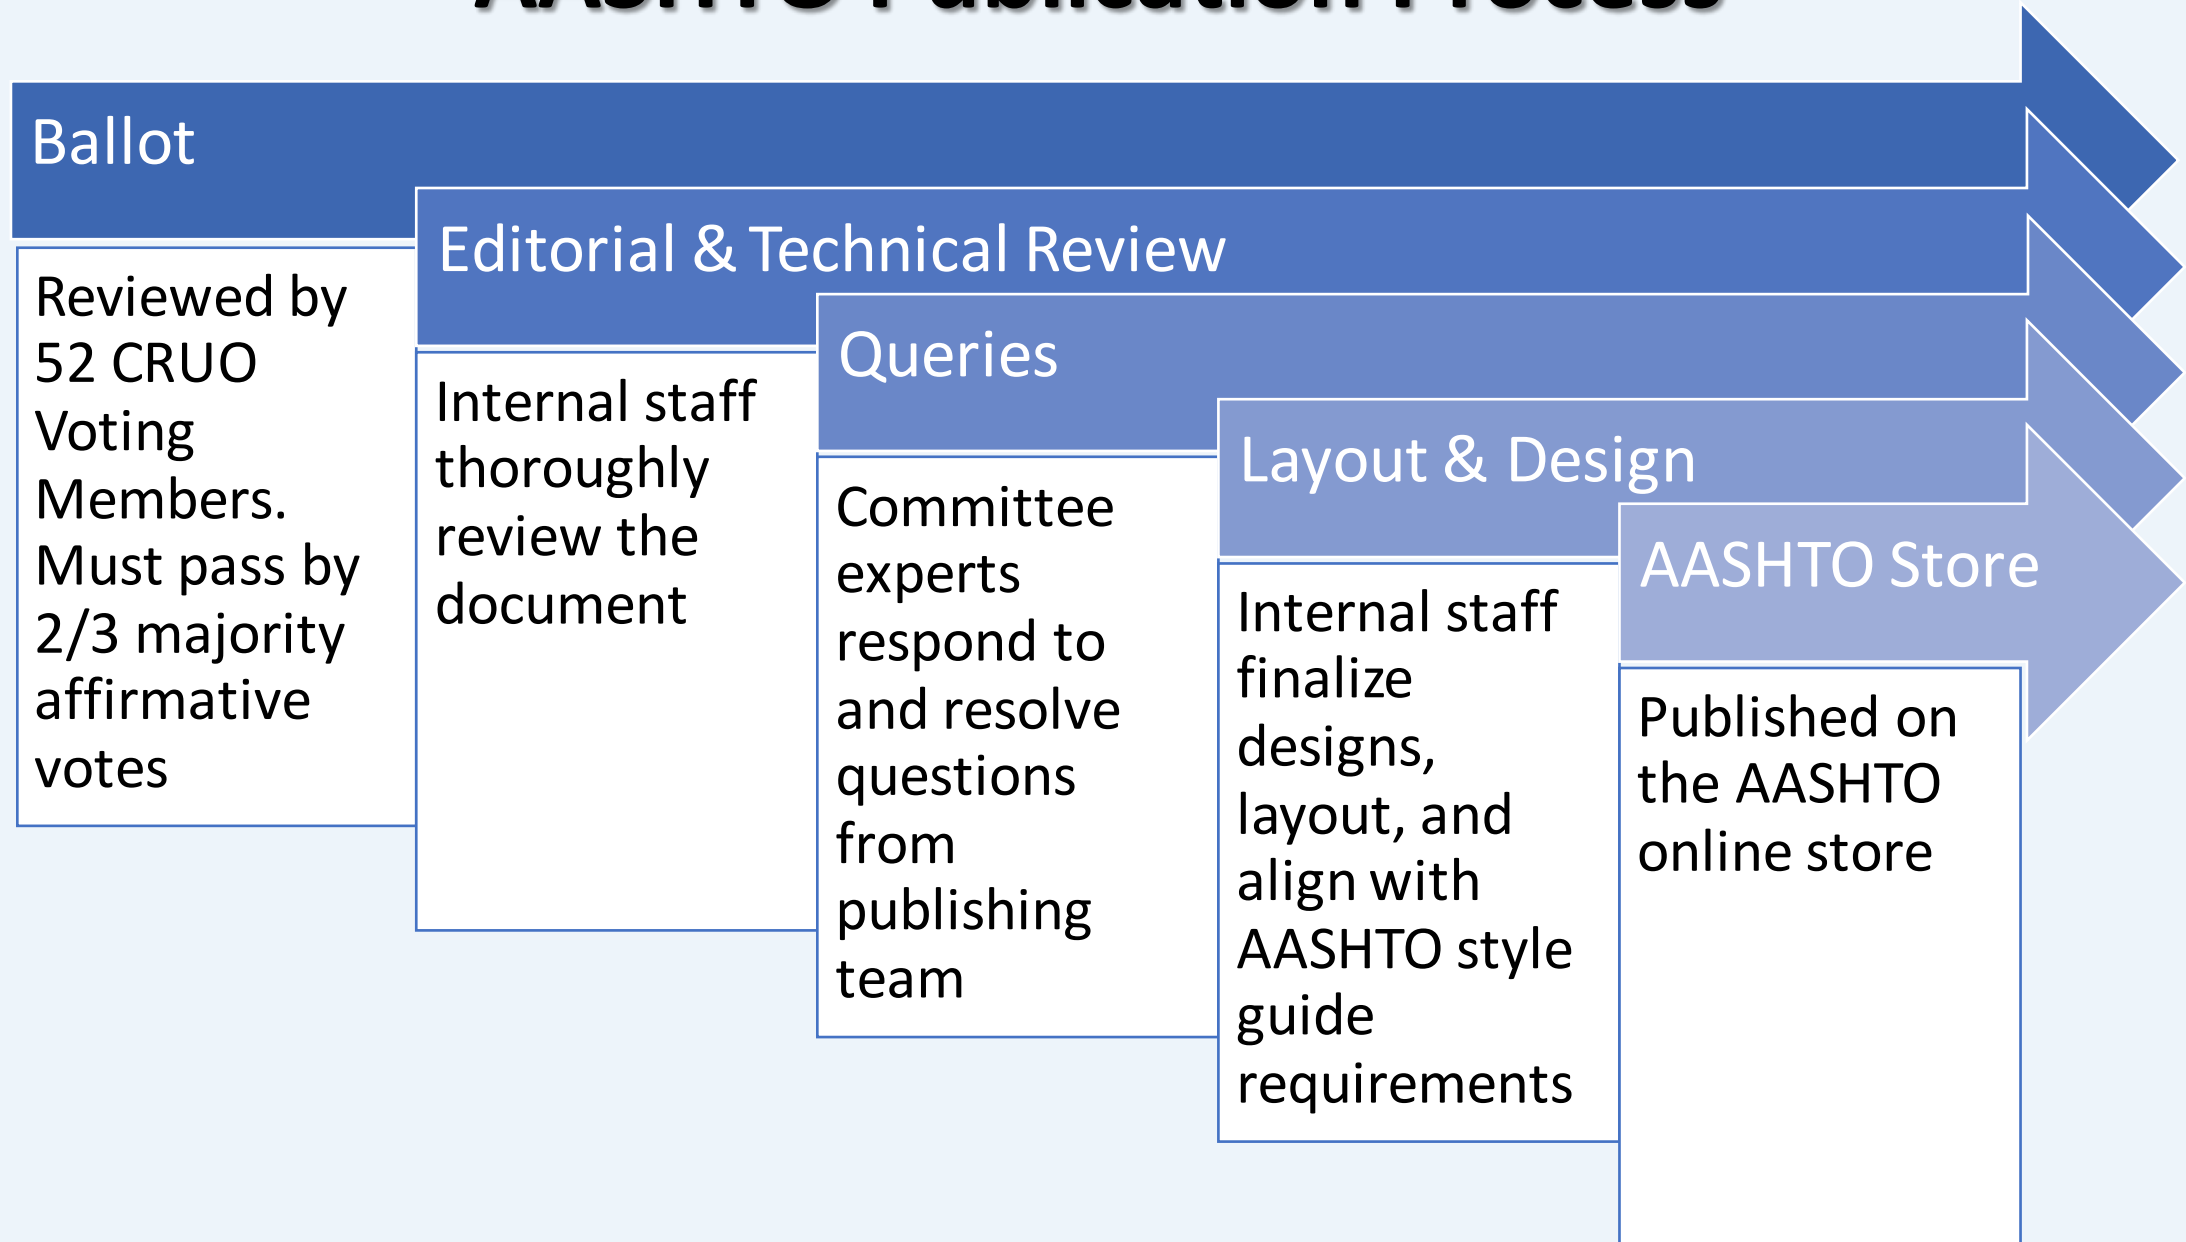 AASHTO Publication Process
Ballot
Reviewed by
52 CRUO
Voting
Members.
Must pass by
2/3 majority
affirmative
votes
Editorial & Technical Review
Internal staff
thoroughly
review the
document
Queries
Committee
experts
respond to
and resolve
questions
from
publishing
team
Layout & Design
Internal staff
finalize
designs,
layout, and
align with
AASHTO style
guide
requirements
AASHTO Store
Published on
the AASHTO
online store